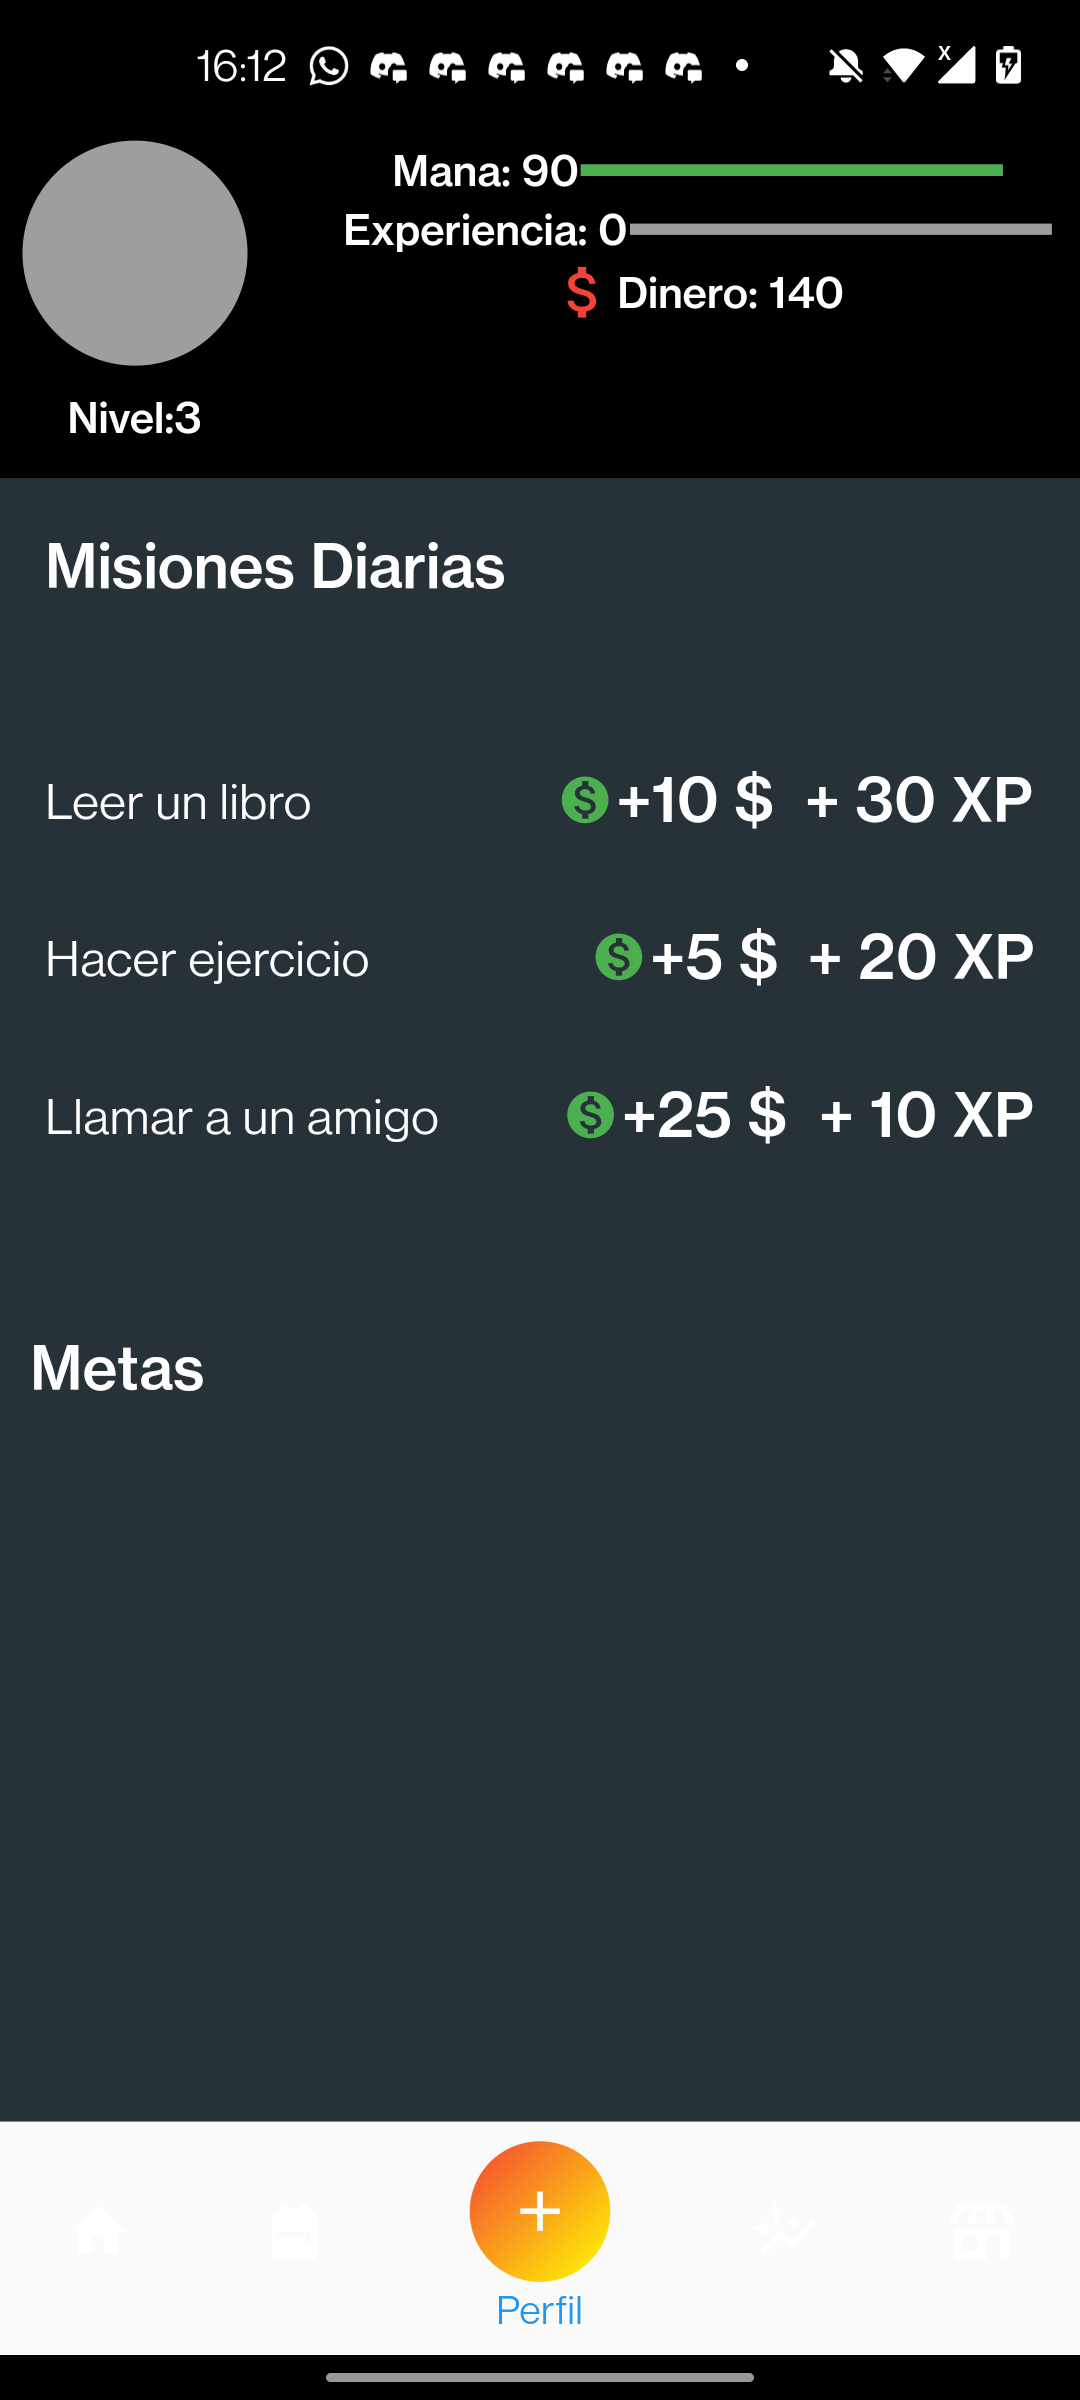 16:12
Mana: 90
Experiencia: 0
$ Dinero: 140
Nivel:3
Misiones Diarias
Leer un libro $ +10 $ + 30 XP
Hacer ejercicio $ +5 $ + 20 XP
Llamar a un amigo $ +25 $ + 10 XP
Metas
Perfil